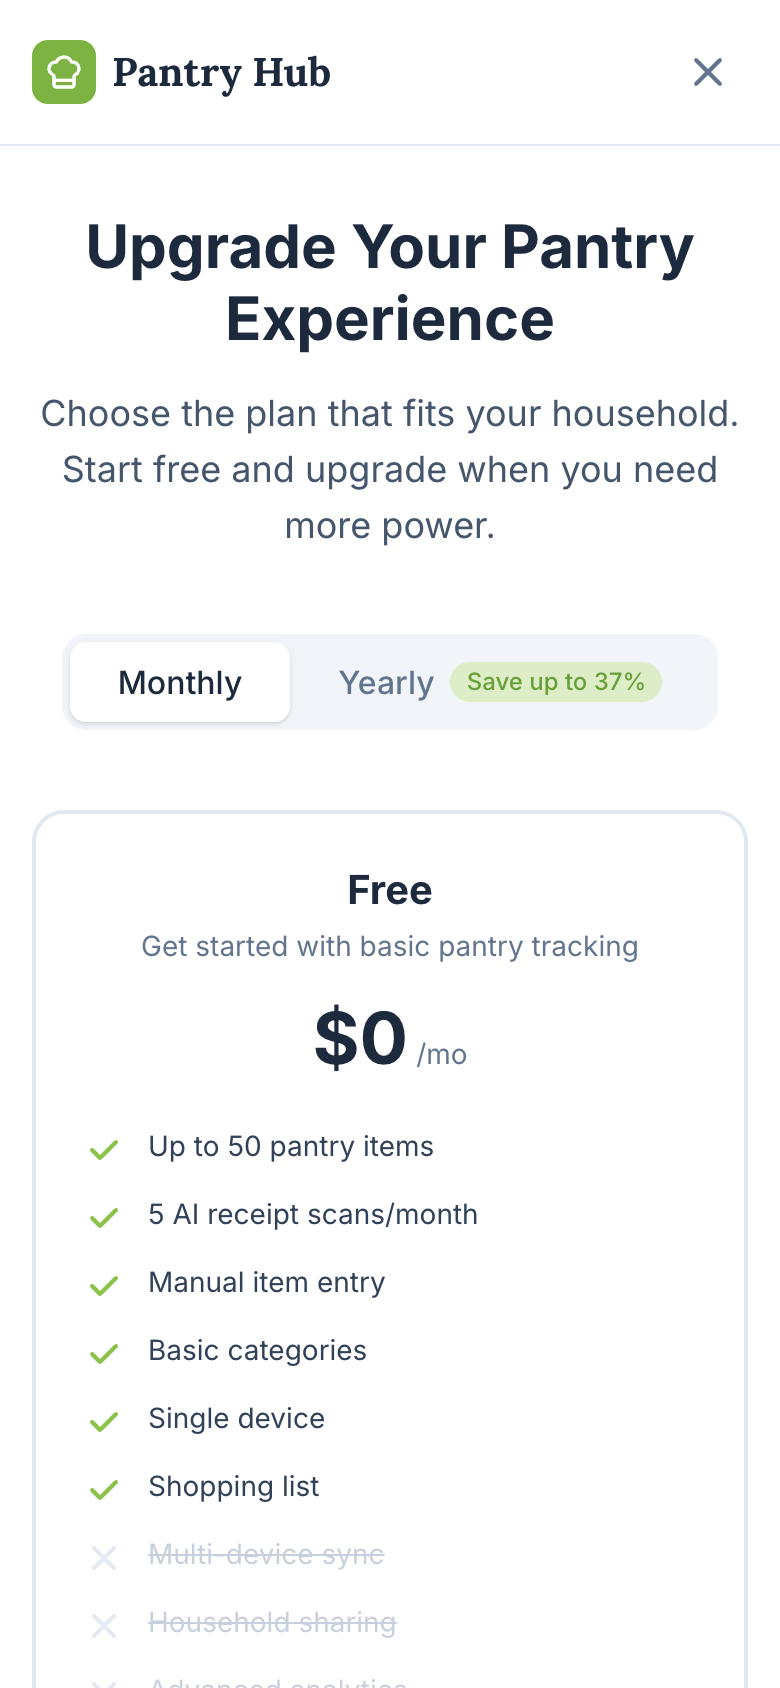 Pantry Hub
Upgrade Your Pantry
Experience
Choose the plan that fits your household.
Start free and upgrade when you need
more power.
Monthly
Yearly
Save up to 37%
Free
Get started with basic pantry tracking
$0 /mo
Up to 50 pantry items
5 AI receipt scans/month
Manual item entry
Basic categories
Single device
Shopping list
Multi-device sync
Household sharing
Advanced analytics